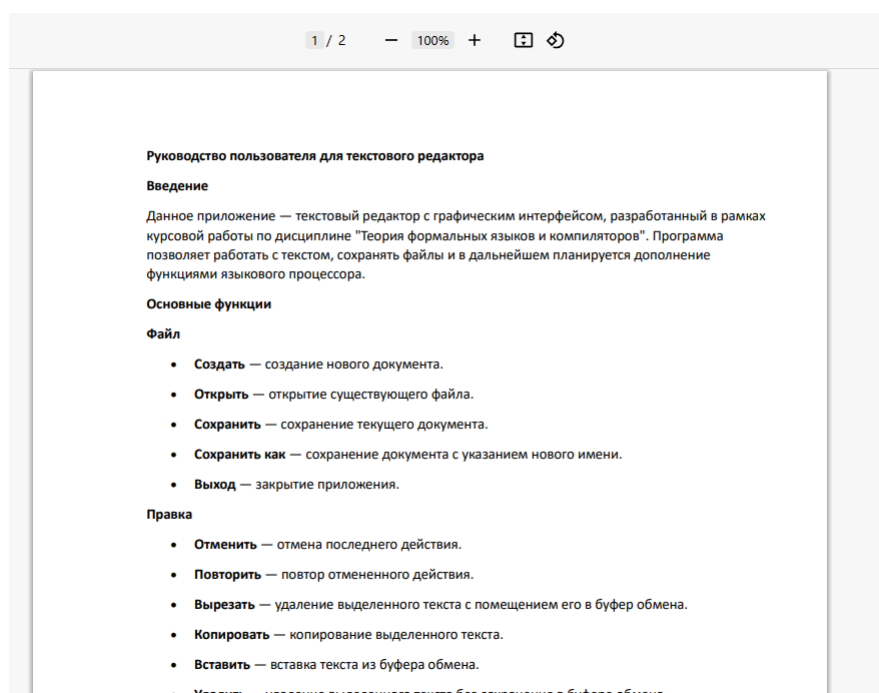 1 / 2 100%
Руководство пользователя для текстового редактора
Введение
Данное приложение — текстовый редактор с графическим интерфейсом, разработанный в рамках
курсовой работы по дисциплине "Теория формальных языков и компиляторов". Программа
позволяет работать с текстом, сохранять файлы и в дальнейшем планируется дополнение
функциями языкового процессора.
Основные функции
Файл
• Создать — создание нового документа.
• Открыть — открытие существующего файла.
• Сохранить — сохранение текущего документа.
• Сохранить как — сохранение документа с указанием нового имени.
• Выход — закрытие приложения.
Правка
• Отменить — отмена последнего действия.
• Повторить — повтор отмененного действия.
• Вырезать — удаление выделенного текста с помещением его в буфер обмена.
• Копировать — копирование выделенного текста.
• Вставить — вставка текста из буфера обмена.